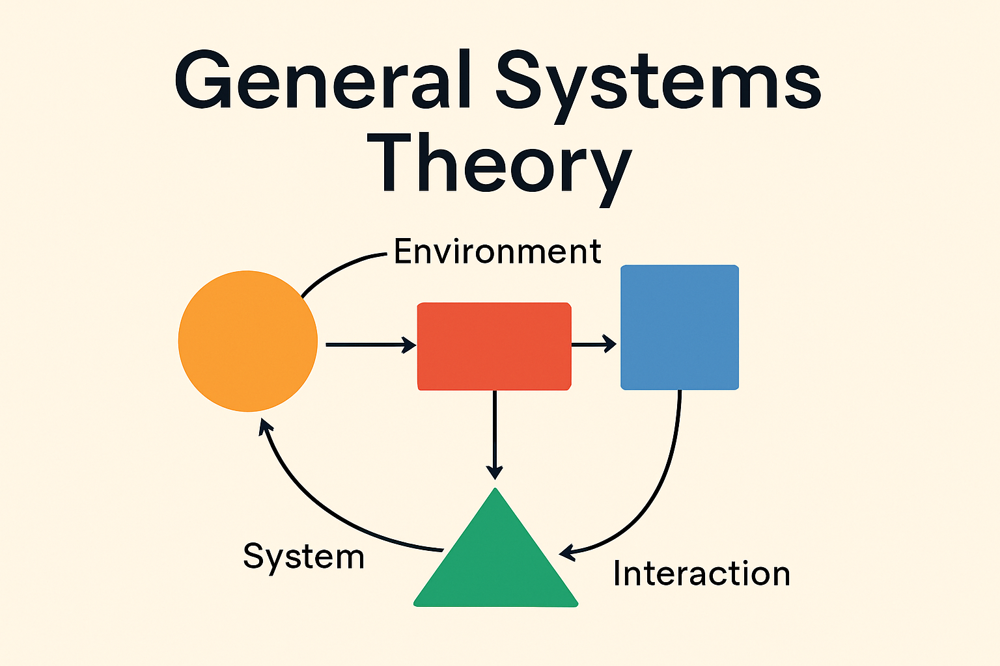 General Systems
Theory
Environment
System
Interaction